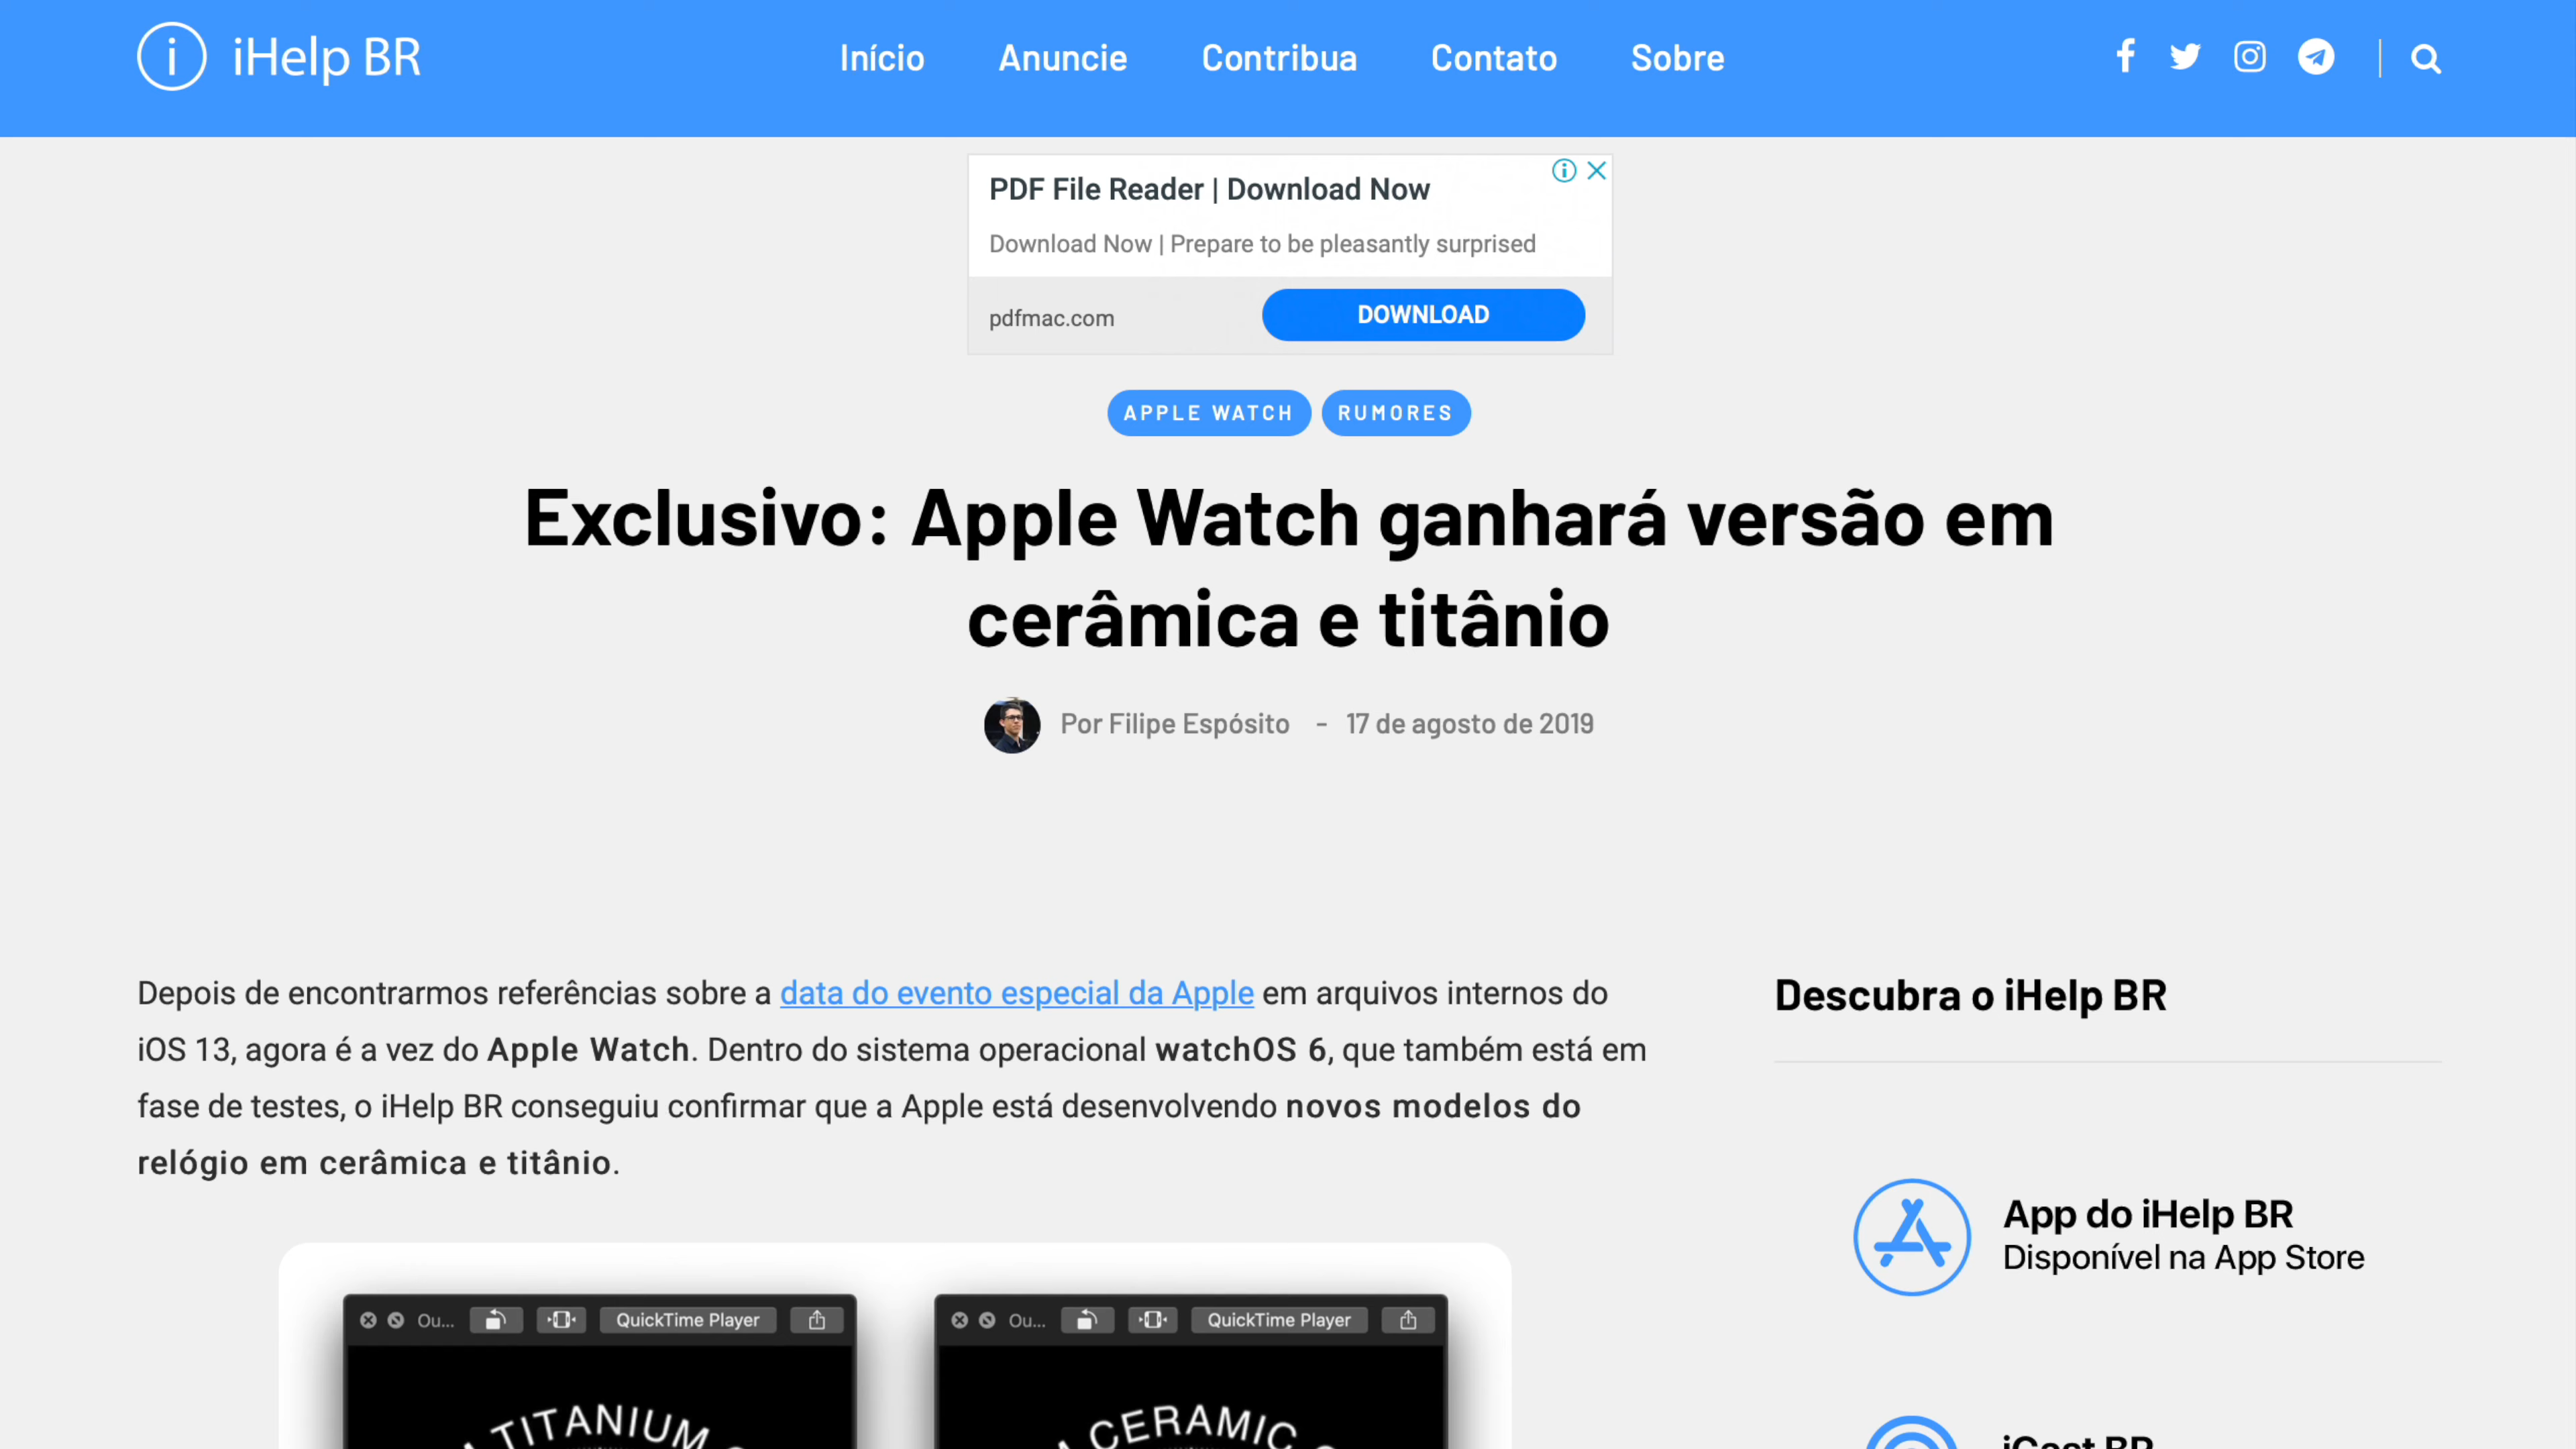 iHelp BR
Início Anuncie Contribua Contato Sobre
PDF File Reader | Download Now
Download Now | Prepare to be pleasantly surprised
pdfmac.com
DOWNLOAD
APPLE WATCH RUMORES
Exclusivo: Apple Watch ganhará versão em
cerâmica e titânio
Por Filipe Espósito - 17 de agosto de 2019
Depois de encontrarmos referências sobre a data do evento especial da Apple em arquivos internos do
iOS 13, agora é a vez do Apple Watch. Dentro do sistema operacional watchOS 6, que também está em
fase de testes, o iHelp BR conseguiu confirmar que a Apple está desenvolvendo novos modelos do
relógio em cerâmica e titânio.
Ou... QuickTime Player
TITANIUM
Ou... QuickTime Player
CERAMIC
Descubra o iHelp BR
App do iHelp BR
Disponível na App Store